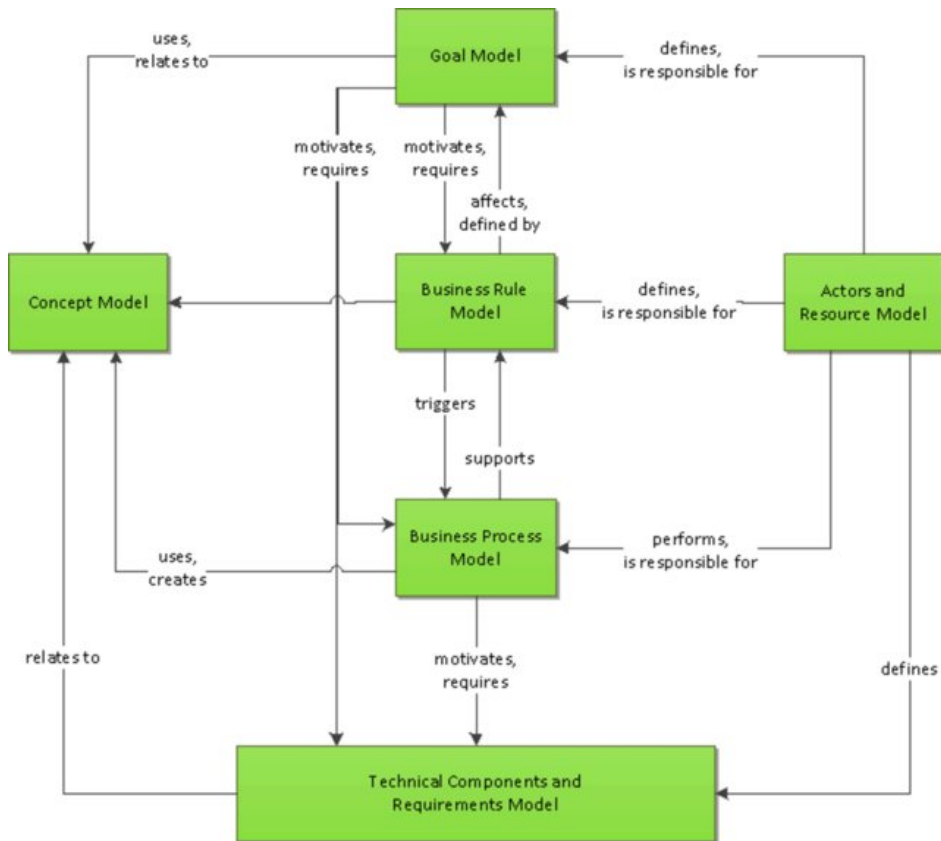 uses,
relates to
Goal Model
defines,
is responsible for
motivates,
requires
motivates,
requires
affects,
defined by
Concept Model
Business Rule
Model
defines,
is responsible for
Actors and
Resource Model
triggers
supports
uses,
creates
Business Process
Model
performs,
is responsible for
relates to
motivates,
requires
defines
Technical Components and
Requirements Model